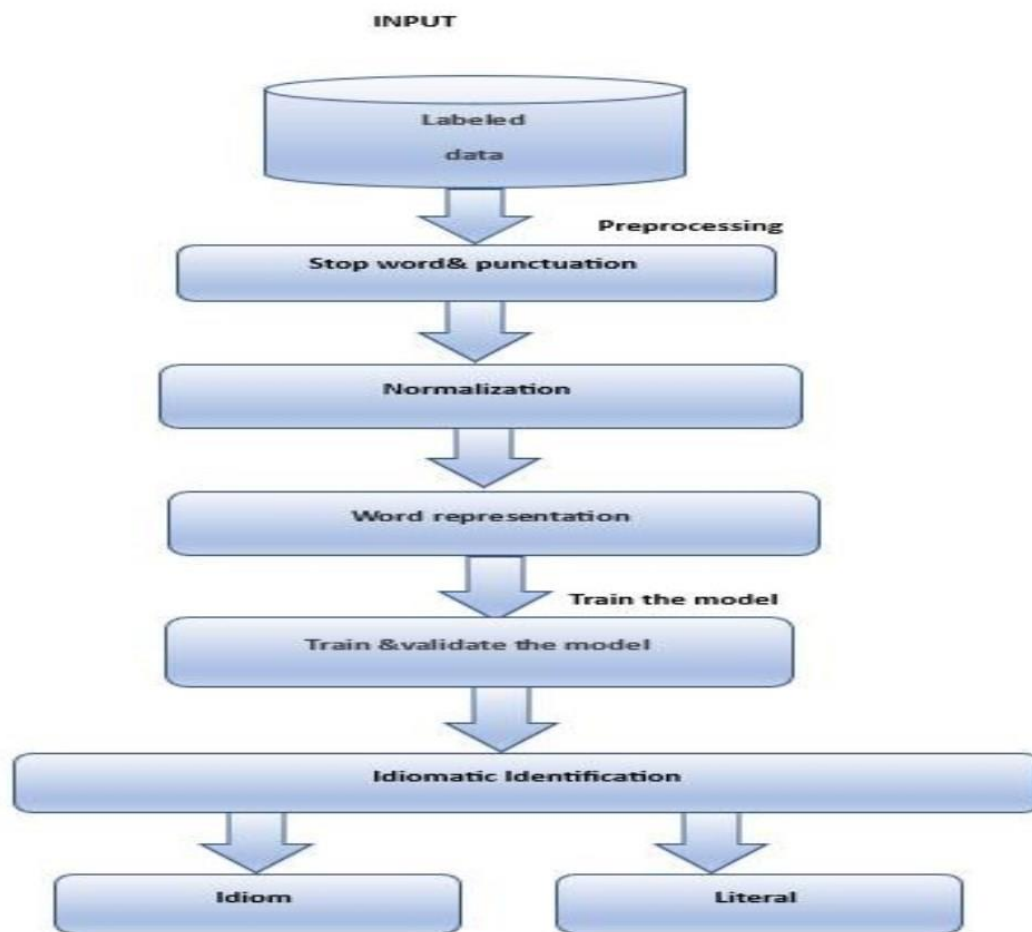 INPUT
Labeled
data
Preprocessing
Stop word& punctuation
Normalization
Word representation
Train the model
Train &validate the model
Idiomatic Identification
Idiom
Literal